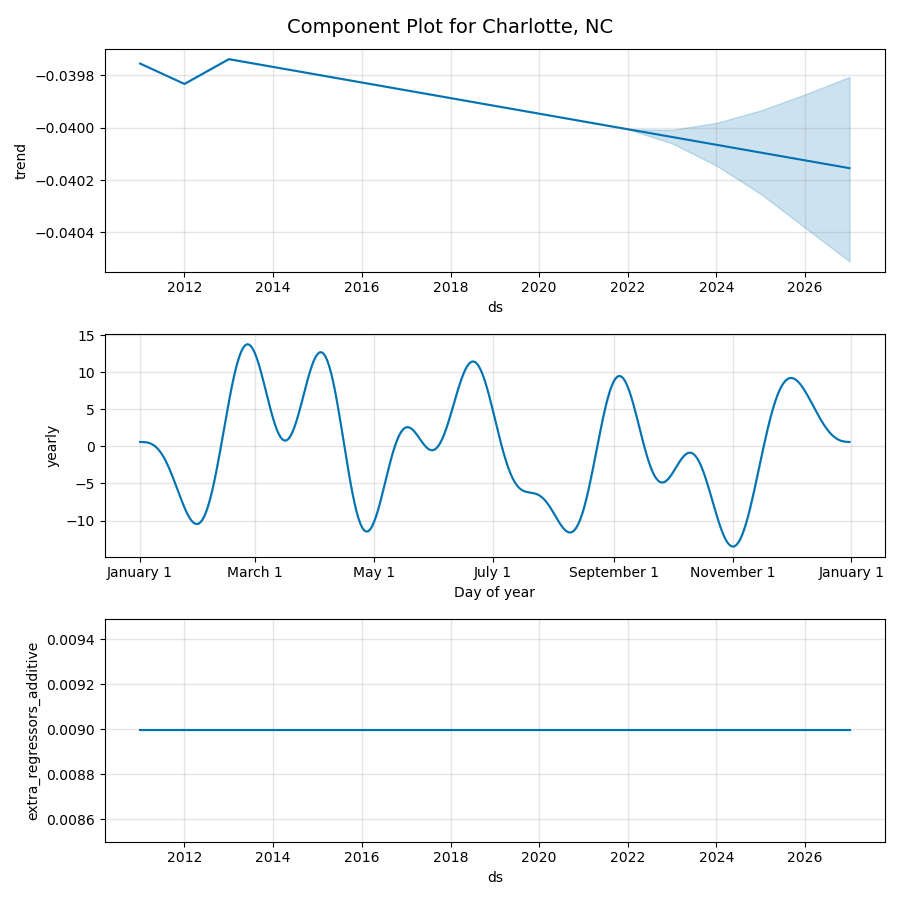 Component Plot for Charlotte, NC
−0.0398
−0.0400
−0.0402
−0.0404
trend
2012 2014 2016 2018 2020 2022 2024 2026
ds
15
10
5
0
−5
−10
yearly
January 1 March 1 May 1 July 1 September 1 November 1 January 1
Day of year
0.0094
0.0092
0.0090
0.0088
0.0086
extra_regressors_additive
2012 2014 2016 2018 2020 2022 2024 2026
ds